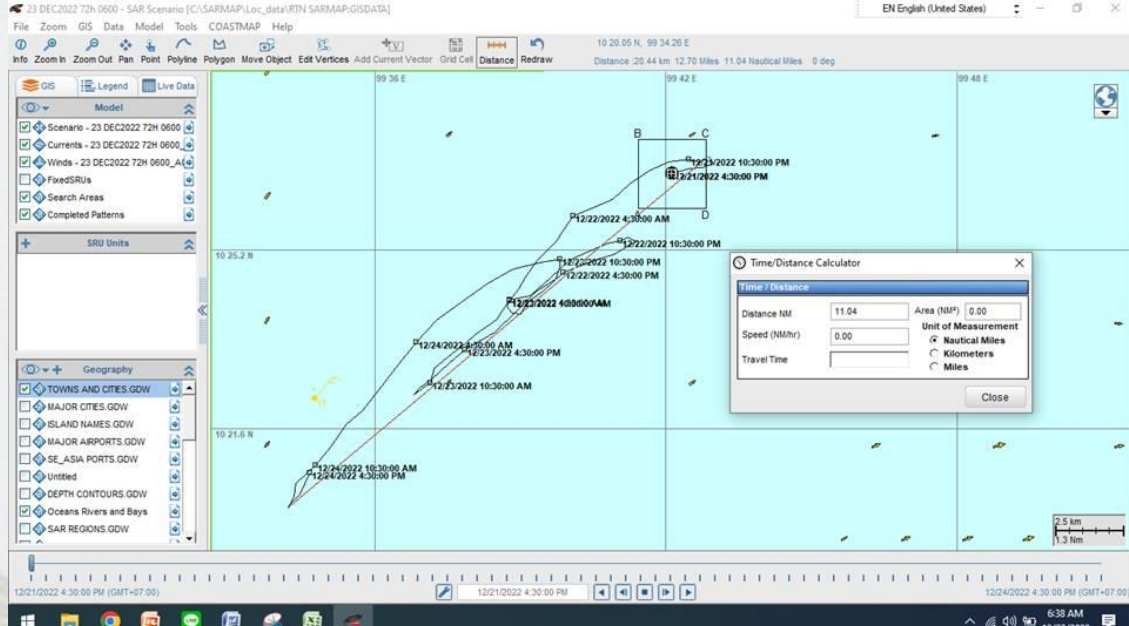 23 DEC2022 72h 0600 - SAR Scenario [C:\SARMAP\Loc_data\RTN SARMAP:GISDATA]
EN English (United States)
File Zoom GIS Data Model Tools COASTMAP Help
Info Zoom In Zoom Out Pan Point Polyline Polygon Move Object Edit Vertices Add Current Vector Grid Cell Distance Redraw
10 20.05 N, 99 34.26 E
Distance :20.44 km 12.70 Miles 11.04 Nautical Miles 0 deg
GIS Legend Live Data
Model
Scenario - 23 DEC2022 72H 0600
Currents - 23 DEC2022 72H 0600_
Winds - 23 DEC2022 72H 0600_A
FixedSRUs
Search Areas
Completed Patterns
SRU Units
Geography
TOWNS AND CITIES.GDW
MAJOR CITIES.GDW
ISLAND NAMES.GDW
MAJOR AIRPORTS.GDW
SE_ASIA PORTS.GDW
Untitled
DEPTH CONTOURS.GDW
Oceans Rivers and Bays
SAR REGIONS.GDW
99 36 E
99 42 E
99 48 E
B
C
12/23/2022 10:30:00 PM
12/21/2022 4:30:00 PM
A
D
12/22/2022 4:30:00 AM
12/22/2022 10:30:00 PM
10 25.2 N
12/23/2022 10:30:00 PM
12/22/2022 4:30:00 PM
12/24/2022 4:30:00 AM
12/23/2022 4:30:00 PM
12/23/2022 10:30:00 AM
10 21.6 N
12/24/2022 10:30:00 AM
12/24/2022 4:30:00 PM
Time/Distance Calculator
Time / Distance
Distance NM 11.04 Area (NM²) 0.00
Speed (NM/hr) 0.00 Unit of Measurement
Nautical Miles
Travel Time Kilometers
Miles
Close
2.5 km
1.3 Nm
12/21/2022 4:30:00 PM (GMT+07:00)
12/21/2022 4:30:00 PM
12/24/2022 4:30:00 PM (GMT+07:00)
6:38 AM